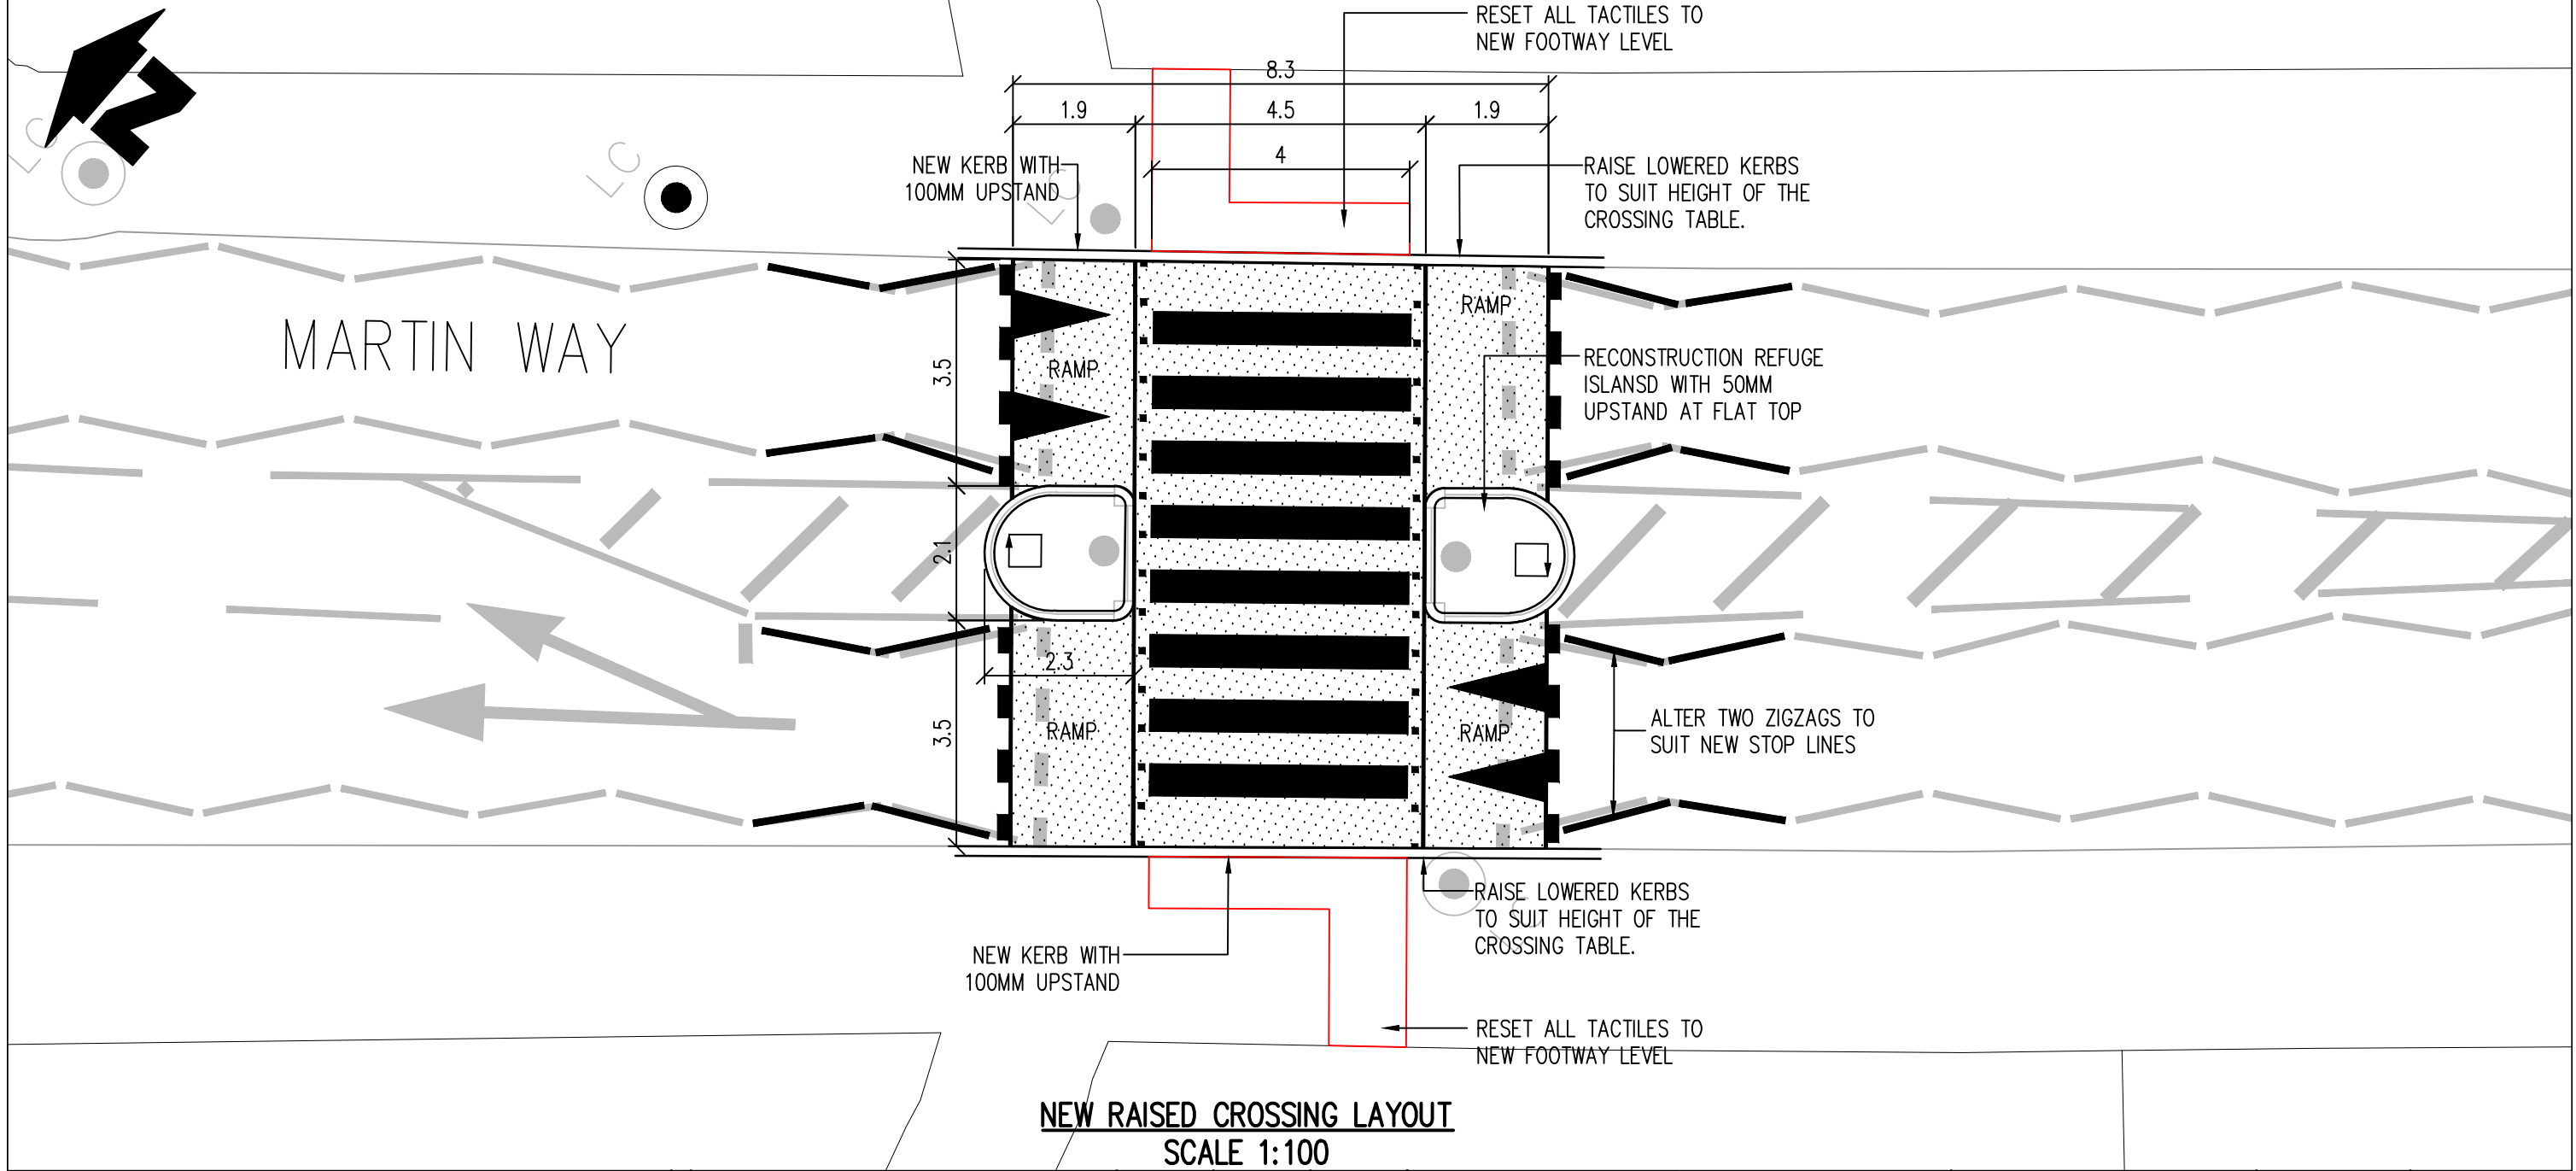 RESET ALL TACTILES TO
NEW FOOTWAY LEVEL
N
8.3
1.9
4.5
1.9
4
LC
LC
LC
NEW KERB WITH
100MM UPSTAND
RAISE LOWERED KERBS
TO SUIT HEIGHT OF THE
CROSSING TABLE.
MARTIN WAY
3.5
RAMP
RAMP
RECONSTRUCTION REFUGE
ISLANSD WITH 50MM
UPSTAND AT FLAT TOP
2.1
2.3
3.5
RAMP
RAMP
ALTER TWO ZIGZAGS TO
SUIT NEW STOP LINES
RAISE LOWERED KERBS
TO SUIT HEIGHT OF THE
CROSSING TABLE.
NEW KERB WITH
100MM UPSTAND
RESET ALL TACTILES TO
NEW FOOTWAY LEVEL
NEW RAISED CROSSING LAYOUT
SCALE 1:100